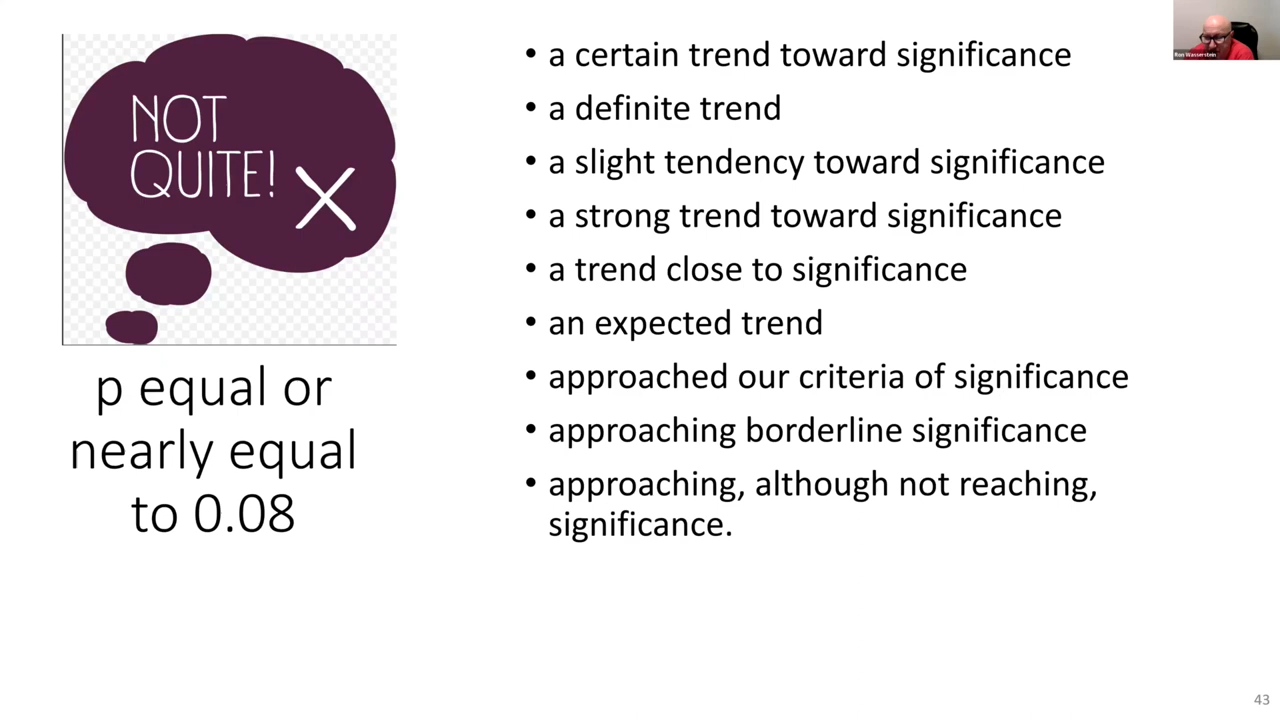 NOT
QUITE!
p equal or
nearly equal
to 0.08
• a certain trend toward significance
• a definite trend
• a slight tendency toward significance
• a strong trend toward significance
• a trend close to significance
• an expected trend
• approached our criteria of significance
• approaching borderline significance
• approaching, although not reaching,
significance.
Ron Wasserstein
43